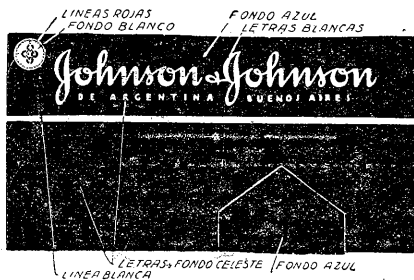 LINEAS ROJAS
FONDO BLANCO
FONDO AZUL
LETRAS BLANCAS
Johnson & Johnson
DE ARGENTINA BUENOS AIRES
LETRAS Y FONDO CELESTE
FONDO AZUL
LINEA BLANCA